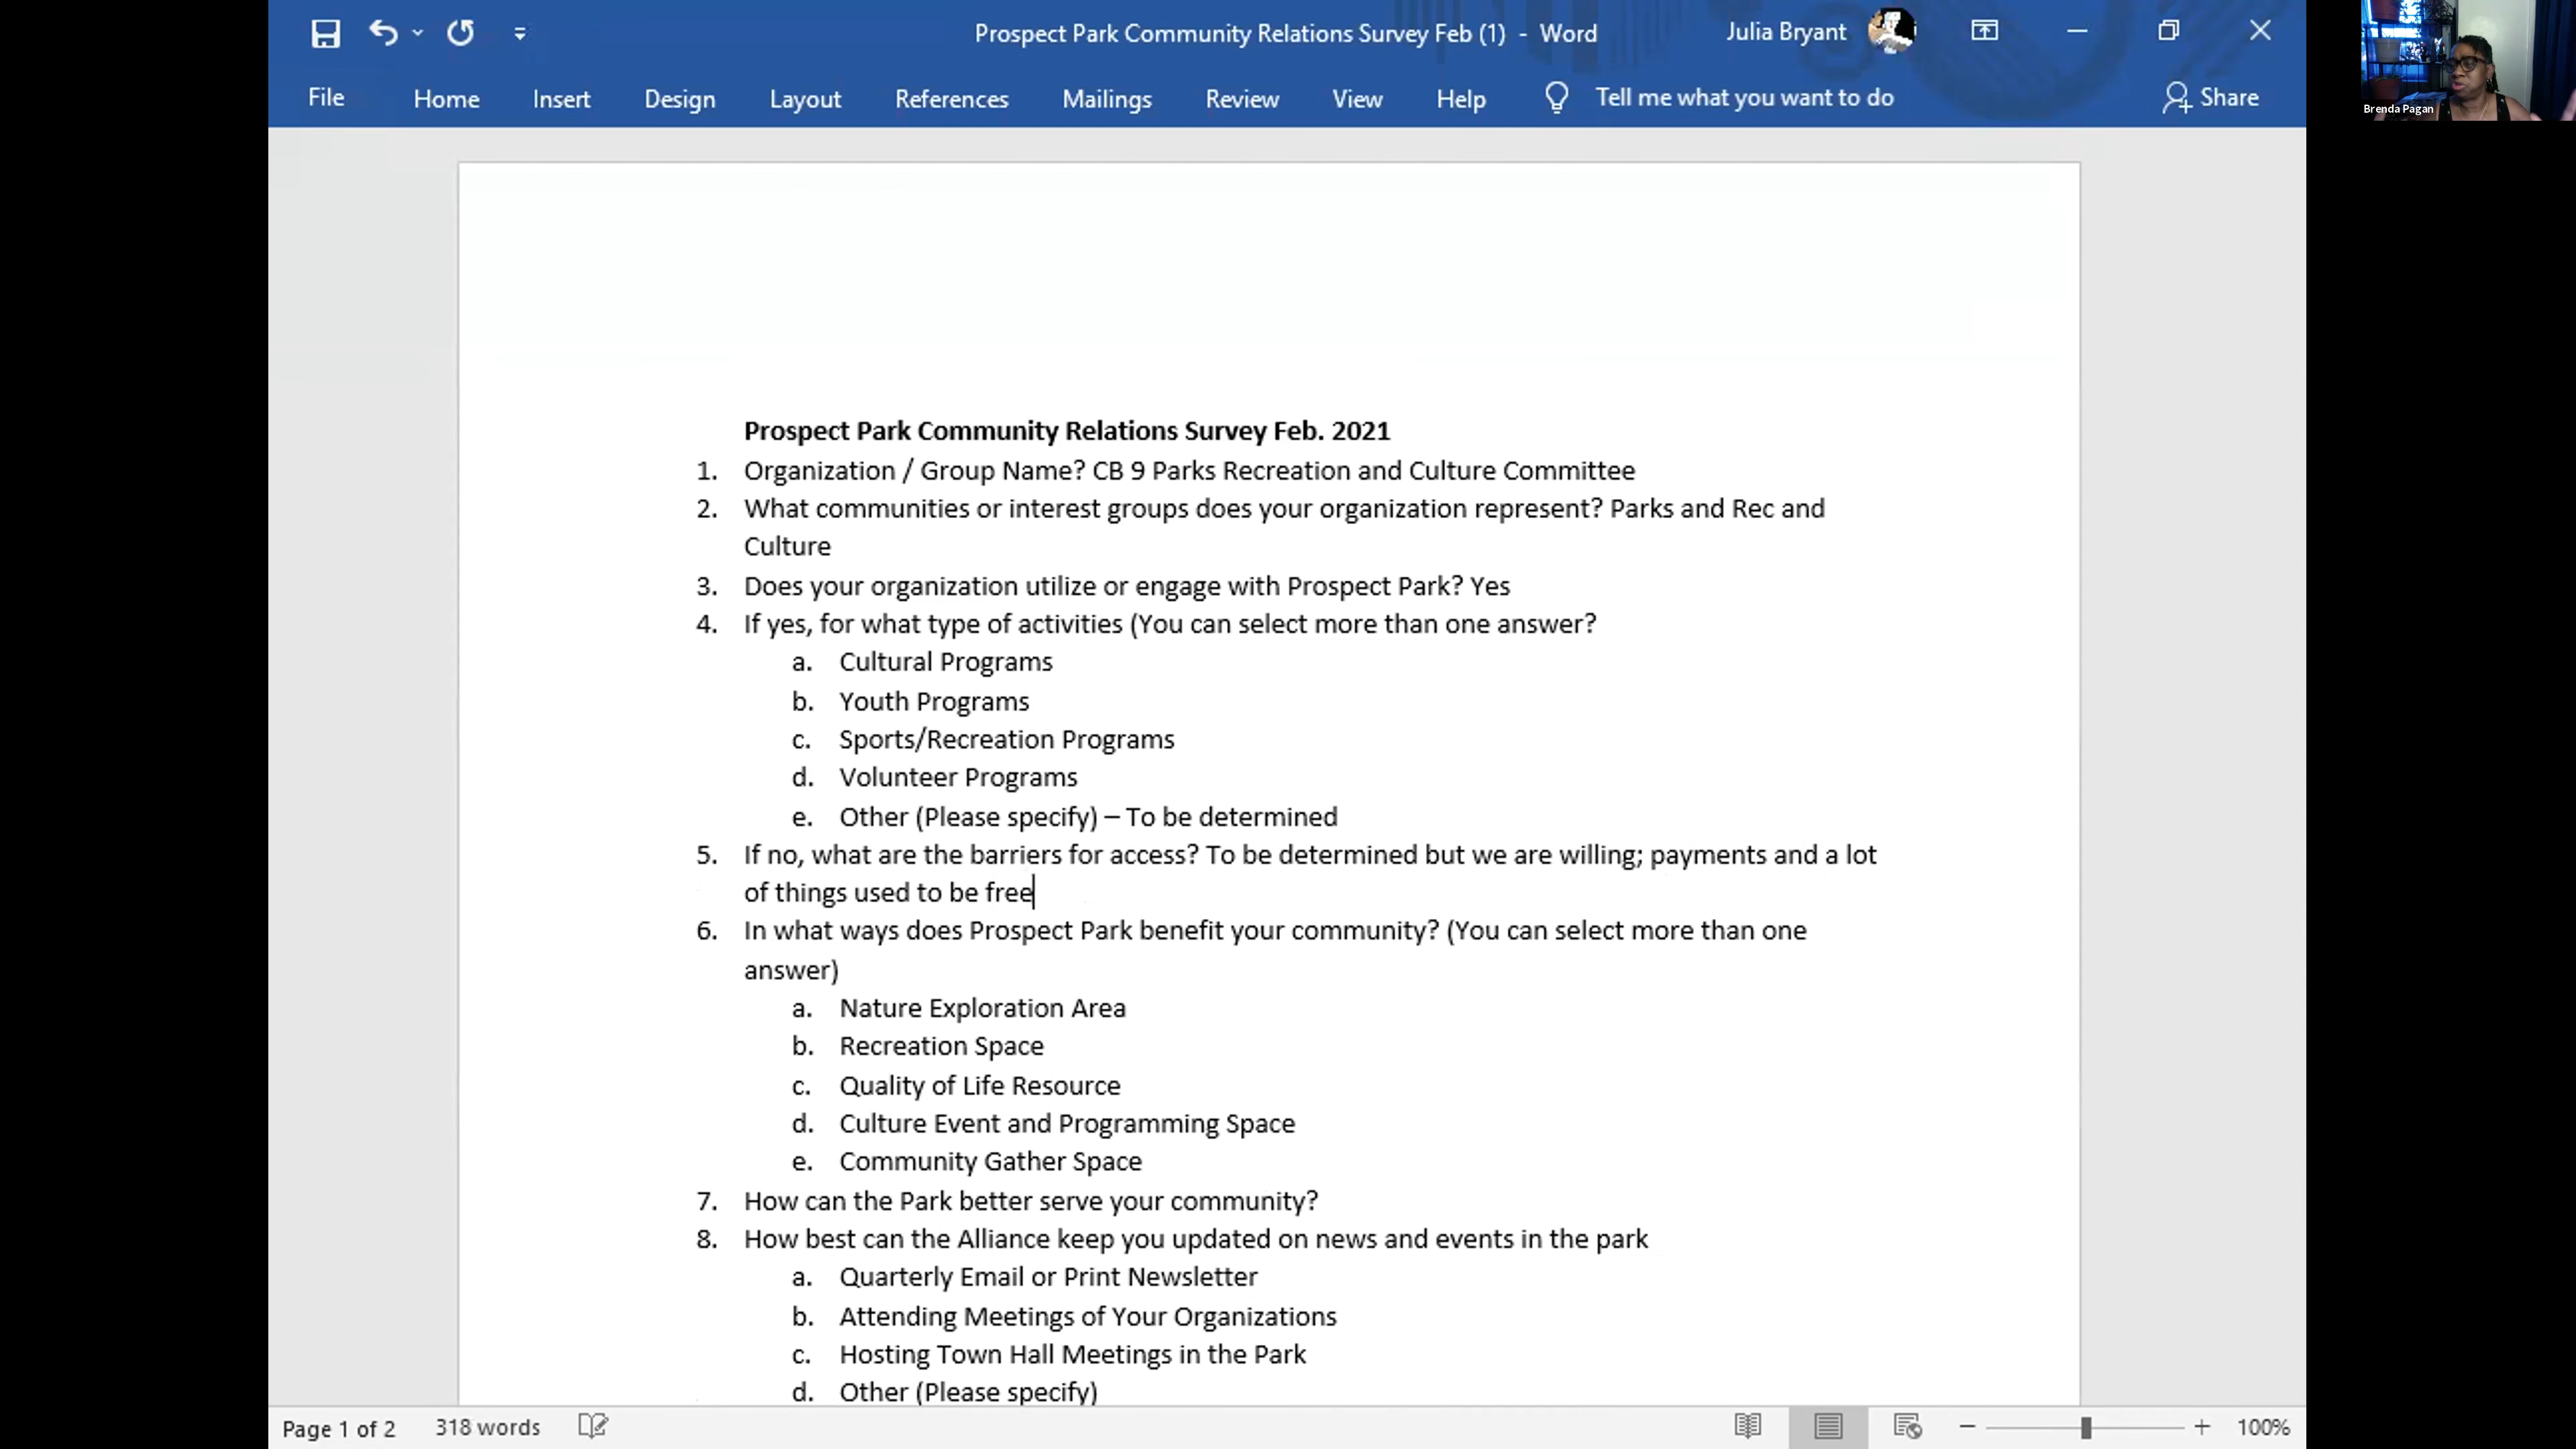 Prospect Park Community Relations Survey Feb (1) - Word
Julia Bryant
File Home Insert Design Layout References Mailings Review View Help Tell me what you want to do Share
Brenda Pagan
Prospect Park Community Relations Survey Feb. 2021
1. Organization / Group Name? CB 9 Parks Recreation and Culture Committee
2. What communities or interest groups does your organization represent? Parks and Rec and
Culture
3. Does your organization utilize or engage with Prospect Park? Yes
4. If yes, for what type of activities (You can select more than one answer?
a. Cultural Programs
b. Youth Programs
c. Sports/Recreation Programs
d. Volunteer Programs
e. Other (Please specify) – To be determined
5. If no, what are the barriers for access? To be determined but we are willing; payments and a lot
of things used to be free
6. In what ways does Prospect Park benefit your community? (You can select more than one
answer)
a. Nature Exploration Area
b. Recreation Space
c. Quality of Life Resource
d. Culture Event and Programming Space
e. Community Gather Space
7. How can the Park better serve your community?
8. How best can the Alliance keep you updated on news and events in the park
a. Quarterly Email or Print Newsletter
b. Attending Meetings of Your Organizations
c. Hosting Town Hall Meetings in the Park
d. Other (Please specify)
Page 1 of 2 318 words 100%